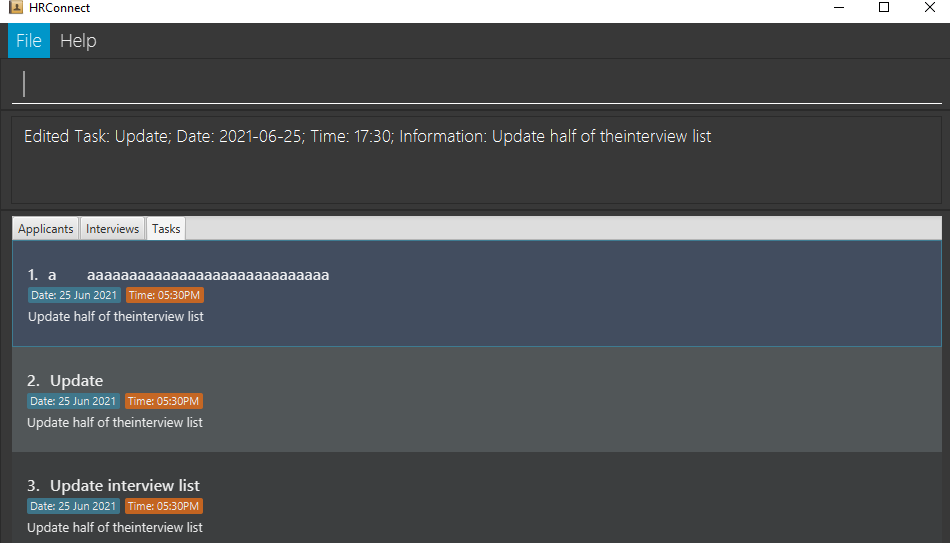 HRConnect
File Help
Edited Task: Update; Date: 2021-06-25; Time: 17:30; Information: Update half of theinterview list
Applicants Interviews Tasks
1. a aaaaaaaaaaaaaaaaaaaaaaaaaaaaa
Date: 25 Jun 2021 Time: 05:30PM
Update half of theinterview list
2. Update
Date: 25 Jun 2021 Time: 05:30PM
Update half of theinterview list
3. Update interview list
Date: 25 Jun 2021 Time: 05:30PM
Update half of theinterview list